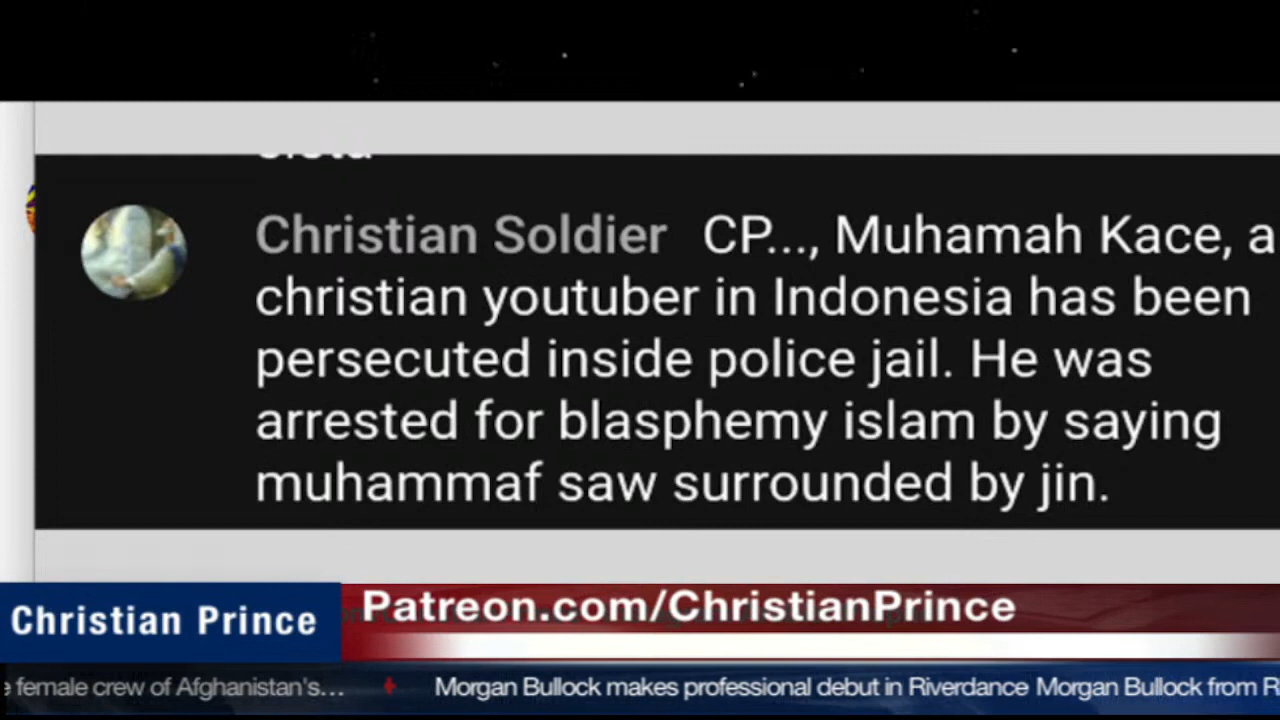 Christian Soldier CP..., Muhamah Kace, a
christian youtuber in Indonesia has been
persecuted inside police jail. He was
arrested for blasphemy islam by saying
muhammaf saw surrounded by jin.
Christian Prince
Patreon.com/ChristianPrince
female crew of Afghanistan's... Morgan Bullock makes professional debut in Riverdance Morgan Bullock from